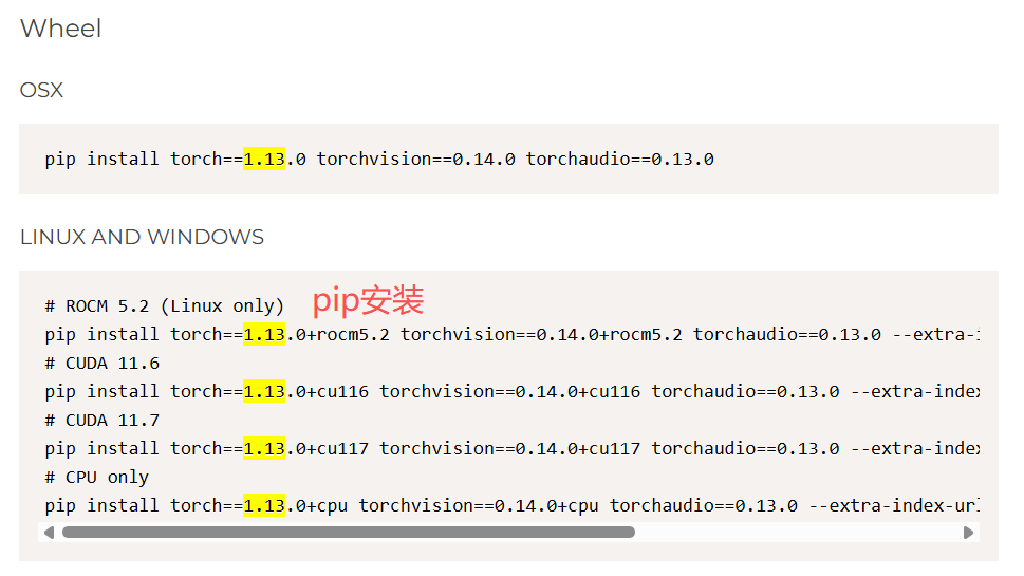 Wheel
OSX
pip install torch==1.13.0 torchvision==0.14.0 torchaudio==0.13.0
LINUX AND WINDOWS
# ROCM 5.2 (Linux only) pip安装
pip install torch==1.13.0+rocm5.2 torchvision==0.14.0+rocm5.2 torchaudio==0.13.0 --extra-i
# CUDA 11.6
pip install torch==1.13.0+cu116 torchvision==0.14.0+cu116 torchaudio==0.13.0 --extra-index
# CUDA 11.7
pip install torch==1.13.0+cu117 torchvision==0.14.0+cu117 torchaudio==0.13.0 --extra-index
# CPU only
pip install torch==1.13.0+cpu torchvision==0.14.0+cpu torchaudio==0.13.0 --extra-index-url